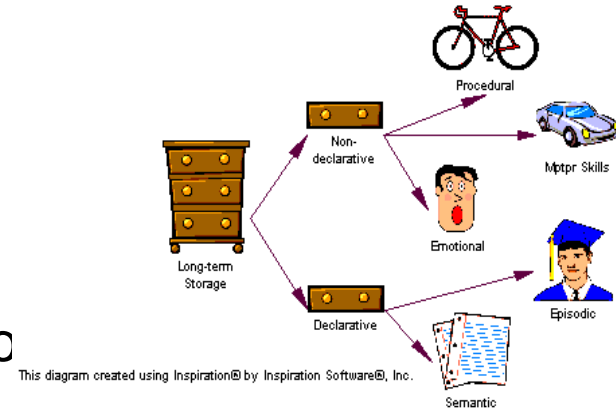 Procedural
Non-
declarative
Mptpr Skills
Emotional
Long-term
Storage
Episodic
Declarative
This diagram created using Inspiration® by Inspiration Software®, Inc.
Semantic